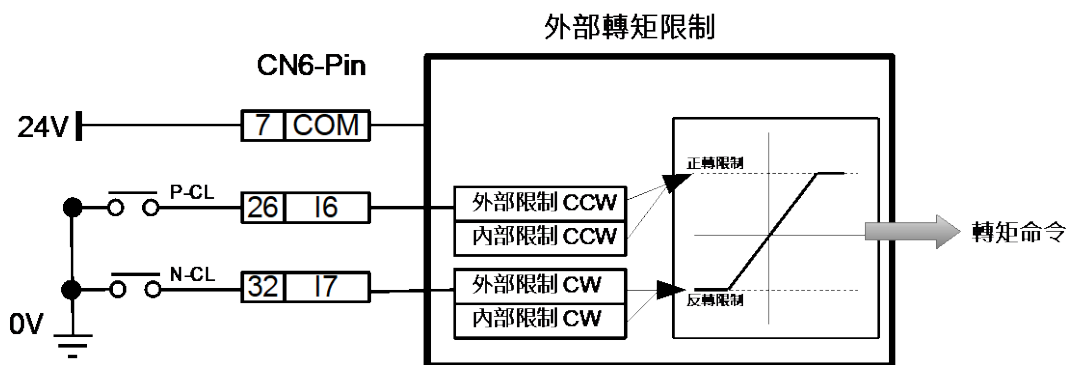 外部轉矩限制
CN6-Pin
24V
7 COM
正轉限制
P-CL
26 I6
外部限制 CCW
內部限制 CCW
轉矩命令
N-CL
32 I7
外部限制 CW
內部限制 CW
反轉限制
0V